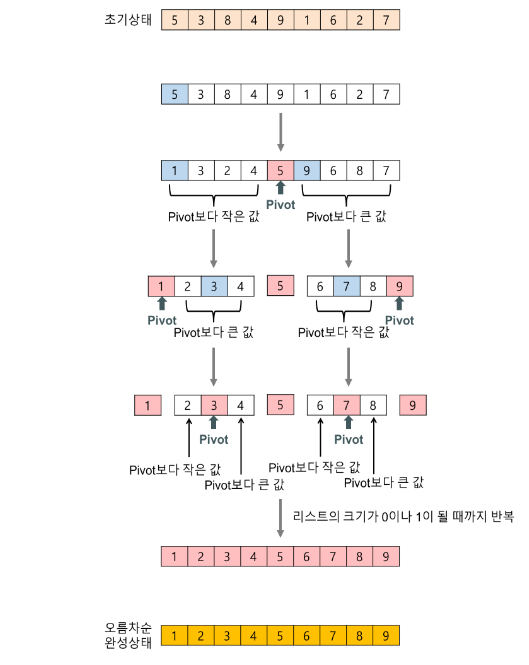 초기상태 5 3 8 4 9 1 6 2 7
5 3 8 4 9 1 6 2 7
1 3 2 4 5 9 6 8 7
Pivot
Pivot보다 작은 값 Pivot보다 큰 값
1 2 3 4 5 6 7 8 9
Pivot Pivot
Pivot보다 큰 값 Pivot보다 작은 값
1 2 3 4 5 6 7 8 9
Pivot Pivot
Pivot보다 작은 값 Pivot보다 작은 값
Pivot보다 큰 값 Pivot보다 큰 값
리스트의 크기가 0이나 1이 될 때까지 반복
1 2 3 4 5 6 7 8 9
오름차순
완성상태 1 2 3 4 5 6 7 8 9